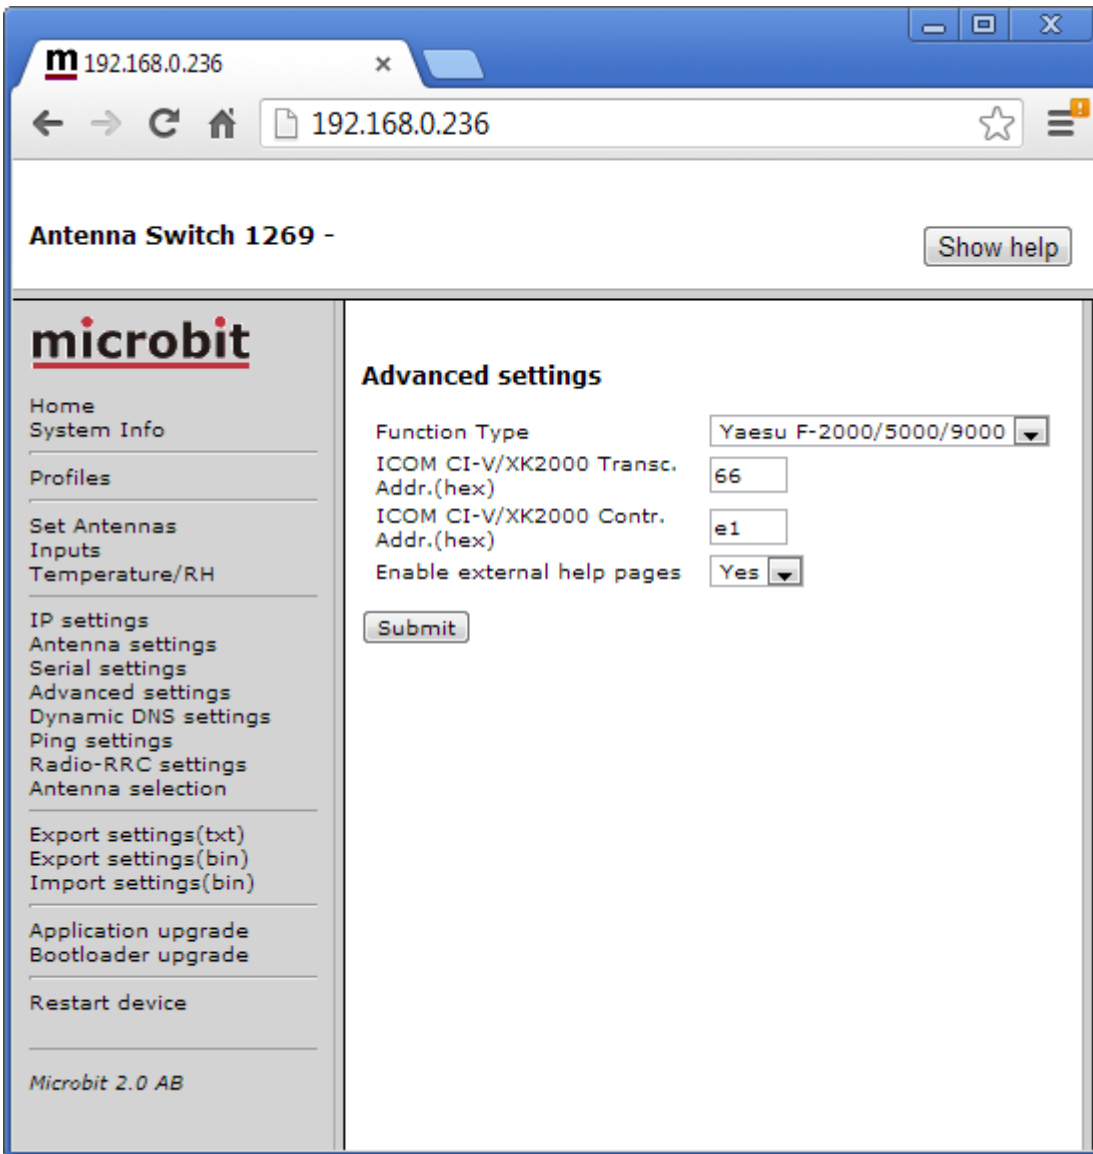 m 192.168.0.236 ×
192.168.0.236
Antenna Switch 1269 -
Show help
microbit
Home
System Info
Profiles
Set Antennas
Inputs
Temperature/RH
IP settings
Antenna settings
Serial settings
Advanced settings
Dynamic DNS settings
Ping settings
Radio-RRC settings
Antenna selection
Export settings(txt)
Export settings(bin)
Import settings(bin)
Application upgrade
Bootloader upgrade
Restart device
Microbit 2.0 AB
Advanced settings
Function Type Yaesu F-2000/5000/9000
ICOM CI-V/XK2000 Transc.
Addr.(hex) 66
ICOM CI-V/XK2000 Contr.
Addr.(hex) e1
Enable external help pages Yes
Submit